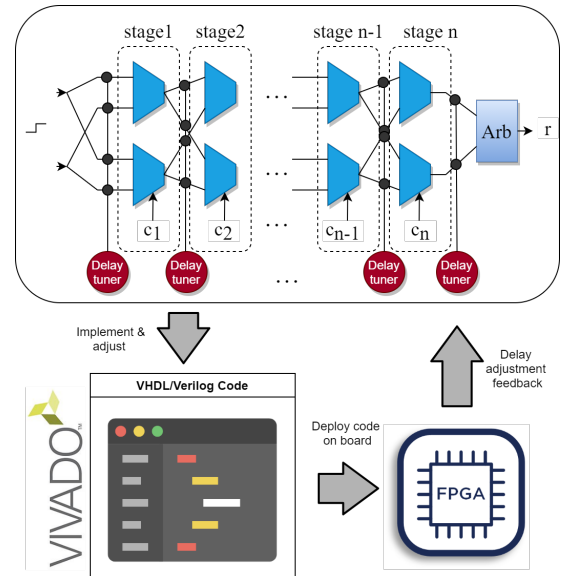 stage1
stage2
stage n-1
stage n
...
Arb
r
...
c1
c2
cn-1
cn
Delay
tuner
Delay
tuner
...
Delay
tuner
Delay
tuner
Implement &
adjust
Delay
adjustment
feedback
VIVADO™
VHDL/Verilog Code
Deploy code
on board
FPGA